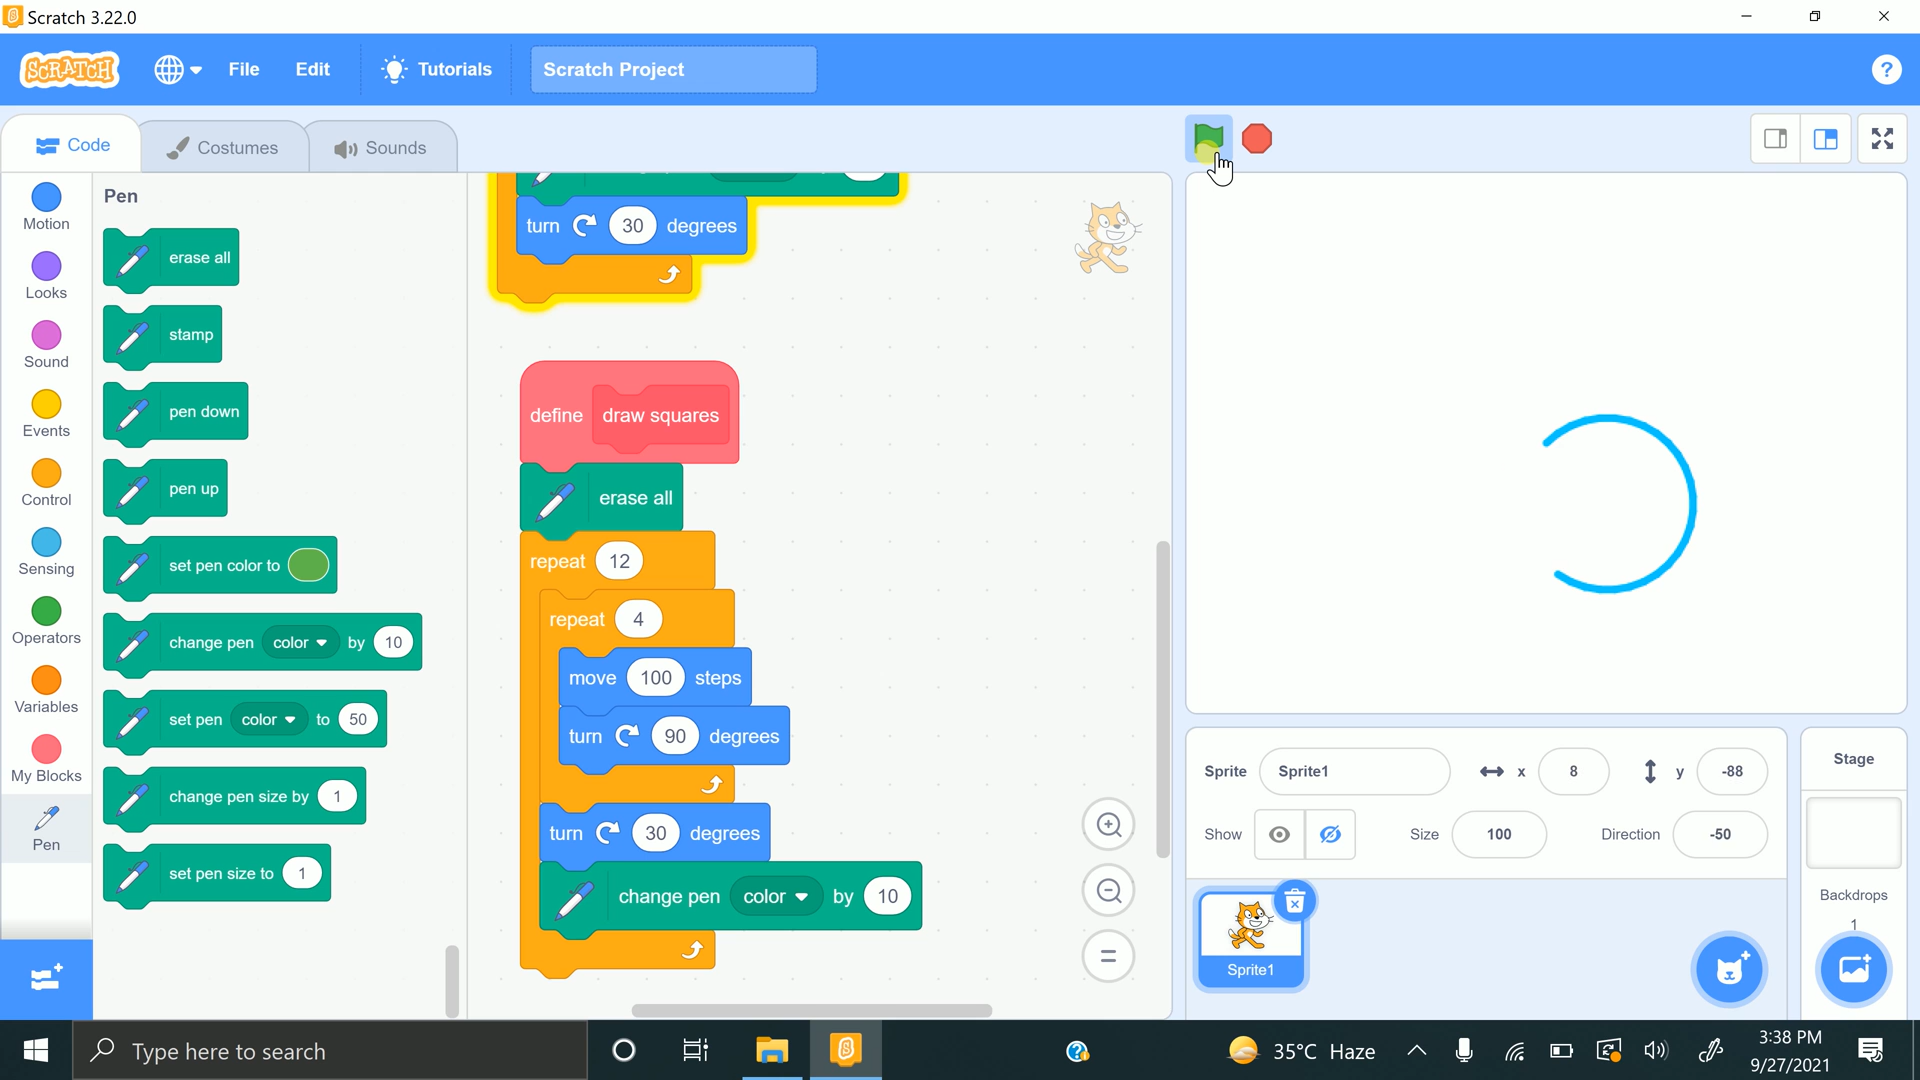 Scratch 3.22.0
SCRATCH
File
Edit
Tutorials
Scratch Project
?
Code
Costumes
Sounds
Motion
Looks
Sound
Events
Control
Sensing
Operators
Variables
My Blocks
Pen
Pen
erase all
stamp
pen down
pen up
set pen color to
change pen color by 10
set pen color to 50
change pen size by 1
set pen size to 1
turn 30 degrees
define draw squares
erase all
repeat 12
repeat 4
move 100 steps
turn 90 degrees
turn 30 degrees
change pen color by 10
Sprite Sprite1 x 8 y -88
Show Size 100 Direction -50
Sprite1
Stage
Backdrops
1
Type here to search
35°C Haze
3:38 PM
9/27/2021